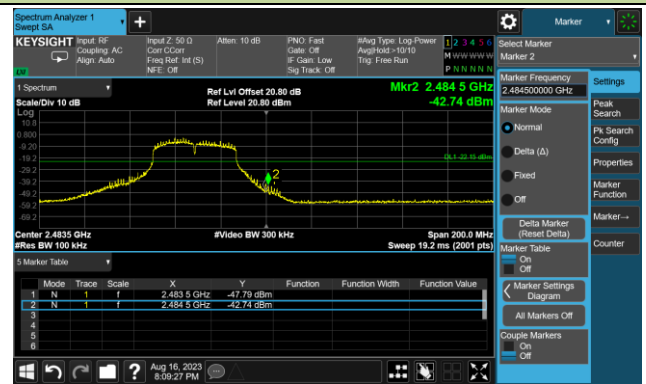 Spectrum Analyzer 1
Swept SA
Marker
KEYSIGHT
Input: RF
Coupling: AC
Align: Auto
Input Z: 50 Ω
Corr CCorr
Freq Ref: Int (S)
NFE: Off
Atten: 10 dB
PNO: Fast
Gate: Off
IF Gain: Low
Sig Track: Off
#Avg Type: Log-Power
Avg|Hold:>10/10
Trig: Free Run
1 2 3 4 5 6
M W W W W W
P N N N N N
Select Marker
Marker 2
1 Spectrum
Scale/Div 10 dB
Log
Ref Lvl Offset 20.80 dB
Ref Level 20.80 dBm
Mkr2 2.484 5 GHz
-42.74 dBm
10.8
0.800
-9.20
-19.2
-29.2
-39.2
-49.2
-59.2
-69.2
DL1 -22.15 dBm
2
Center 2.4835 GHz
#Res BW 100 kHz
#Video BW 300 kHz
Span 200.0 MHz
Sweep 19.2 ms (2001 pts)
5 Marker Table
Mode Trace Scale X Y Function Function Width Function Value
1 N 1 f 2.483 5 GHz -47.79 dBm
2 N 1 f 2.484 5 GHz -42.74 dBm
3
4
5
6
Marker Frequency
2.484500000 GHz
Marker Mode
Normal
Delta (Δ)
Fixed
Off
Delta Marker
(Reset Delta)
Marker Table
On
Off
Marker Settings
Diagram
All Markers Off
Couple Markers
On
Off
Settings
Peak
Search
Pk Search
Config
Properties
Marker
Function
Marker→
Counter
Aug 16, 2023
8:09:27 PM